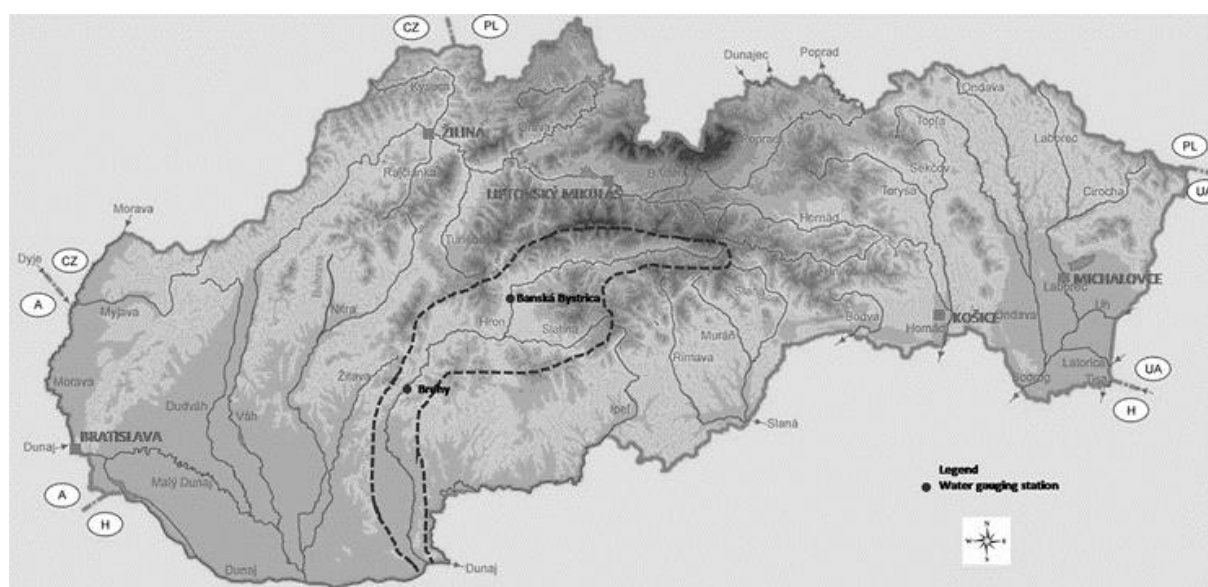 CZ
PL
Dunajec
Poprad
Kysuca
Ondava
ŽILINA
Orava
Topľa
Laborec
Poprad
Rajčianka
Sekčov
PL
LIPTOVSKÝ MIKULÁŠ
Torysa
Cirocha
UA
Morava
Hornád
Turiec
Dyje
CZ
MICHALOVCE
Nitra
Banská Bystrica
Slaná
Laborec
A
Myjava
Hron
Slatina
Muráň
Bodva
Hornád
KOŠICE
Ondava
Uh
Rimava
Latorica
UA
Morava
Žitava
Bruhy
Bodrog
Tisa
H
Dudváh
Váh
Ipeľ
Slaná
BRATISLAVA
Dunaj
Malý Dunaj
Legend
Water gauging station
A
H
N
W
E
S
Dunaj
Dunaj